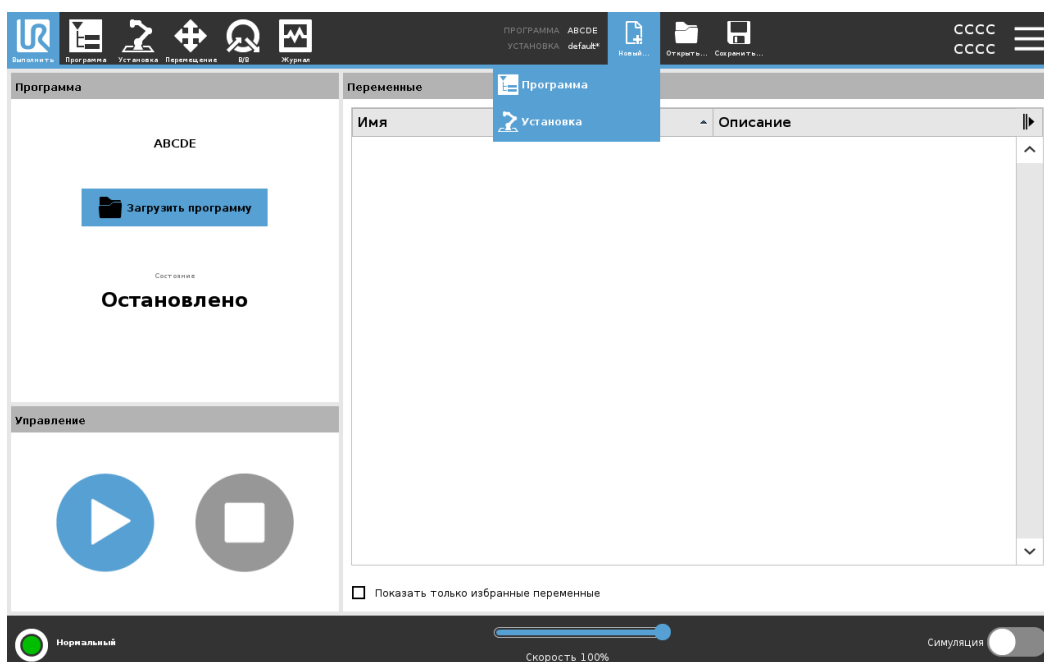 UR
Выполнить
Программа
Установка
Перемещение
В/В
Журнал
ПРОГРАММА ABCDE
УСТАНОВКА default*
Новый...
Открыть...
Сохранить...
CCCC
CCCC
Программа
Установка
Программа
ABCDE
Загрузить программу
Состояние
Остановлено
Управление
Переменные
Имя
Описание
Показать только избранные переменные
Нормальный
Скорость 100%
Симуляция